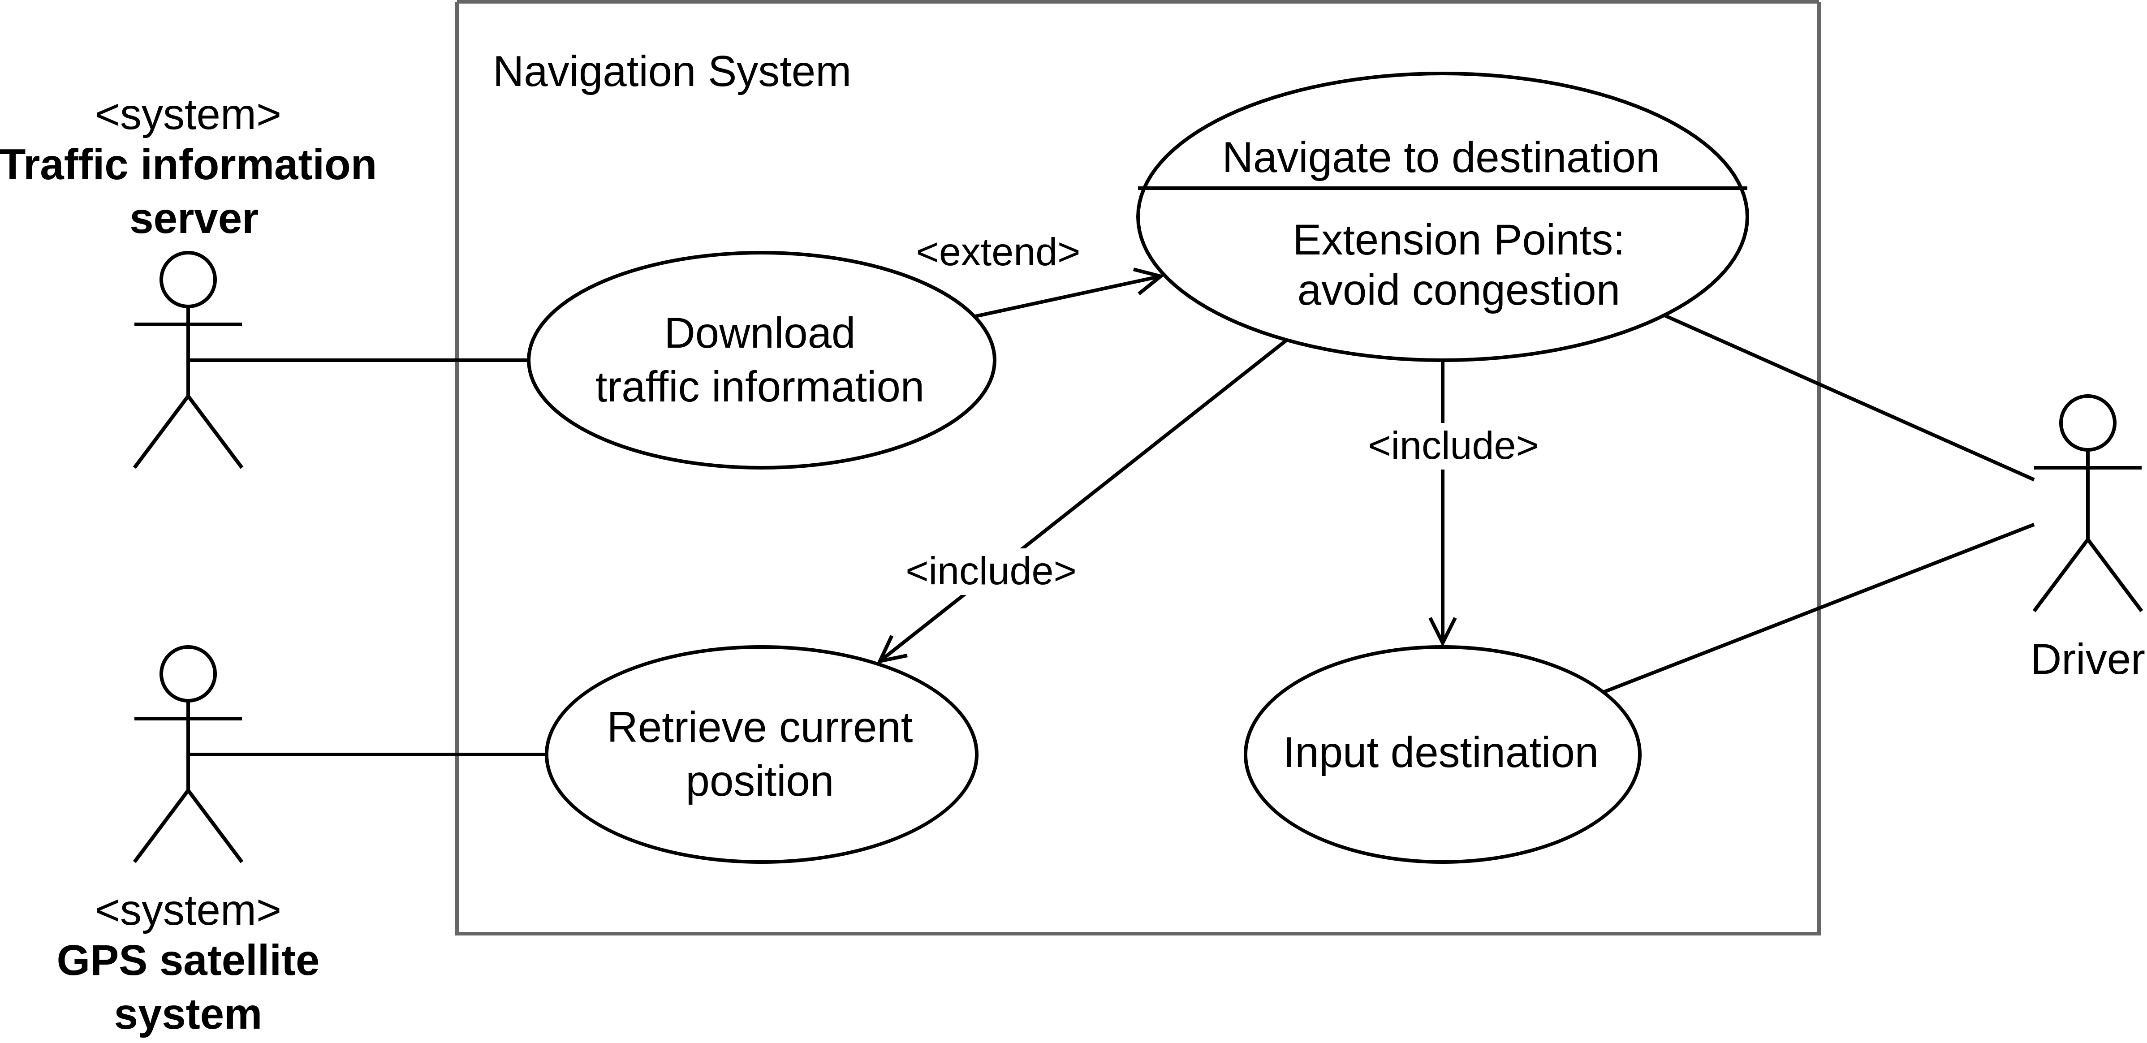 Navigation System
<system>
Traffic information
server
Navigate to destination
Extension Points:
avoid congestion
<extend>
Download
traffic information
<include>
<include>
Driver
Retrieve current
position
Input destination
<system>
GPS satellite
system